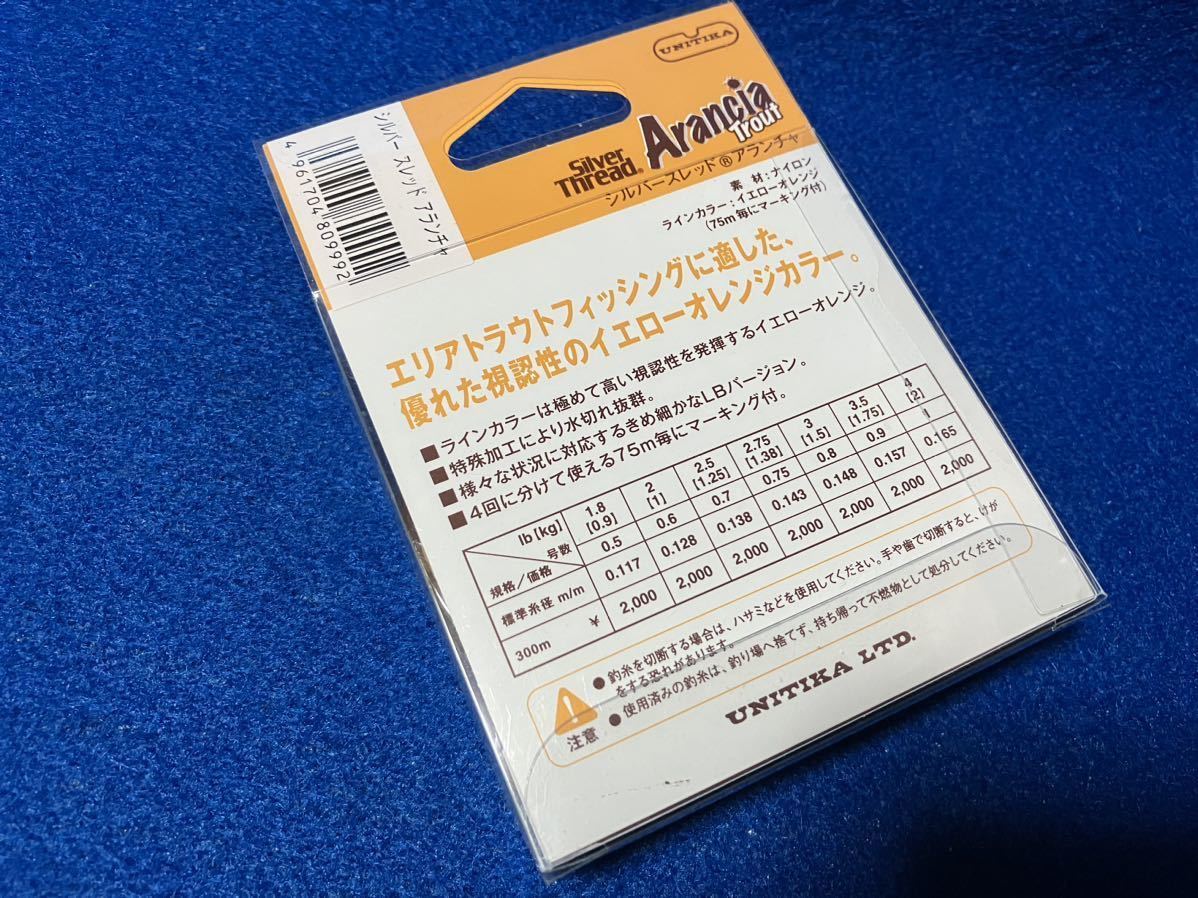 UNITIKA
シルバー スレッド アランチャ
4 961704 809992
Silver Thread® Arancia Trout
シルバースレッド®アランチャ
素 材:ナイロン
ラインカラー:イエローオレンジ
(75m毎にマーキング付)
エリアトラウトフィッシングに適した、
優れた視認性のイエローオレンジカラー。
■ラインカラーは極めて高い視認性を発揮するイエローオレンジ。
■特殊加工により水切れ抜群。
■様々な状況に対応するきめ細かなLBバージョン。
■4回に分けて使える75m毎にマーキング付。
lb[kg] 1.8[0.9] 2[1] 2.5[1.25] 2.75[1.38] 3[1.5] 3.5[1.75] 4[2]
規格/価格 号数 0.5 0.6 0.7 0.75 0.8 0.9 1
標準糸径 m/m 0.117 0.128 0.138 0.143 0.148 0.157 0.165
300m ¥ 2,000 2,000 2,000 2,000 2,000 2,000 2,000
注意
●釣糸を切断する場合は、ハサミなどを使用してください。手や歯で切断すると、けが
をする恐れがあります。
●使用済みの釣糸は、釣り場へ捨てず、持ち帰って不燃物として処分してください。
UNITIKA LTD.